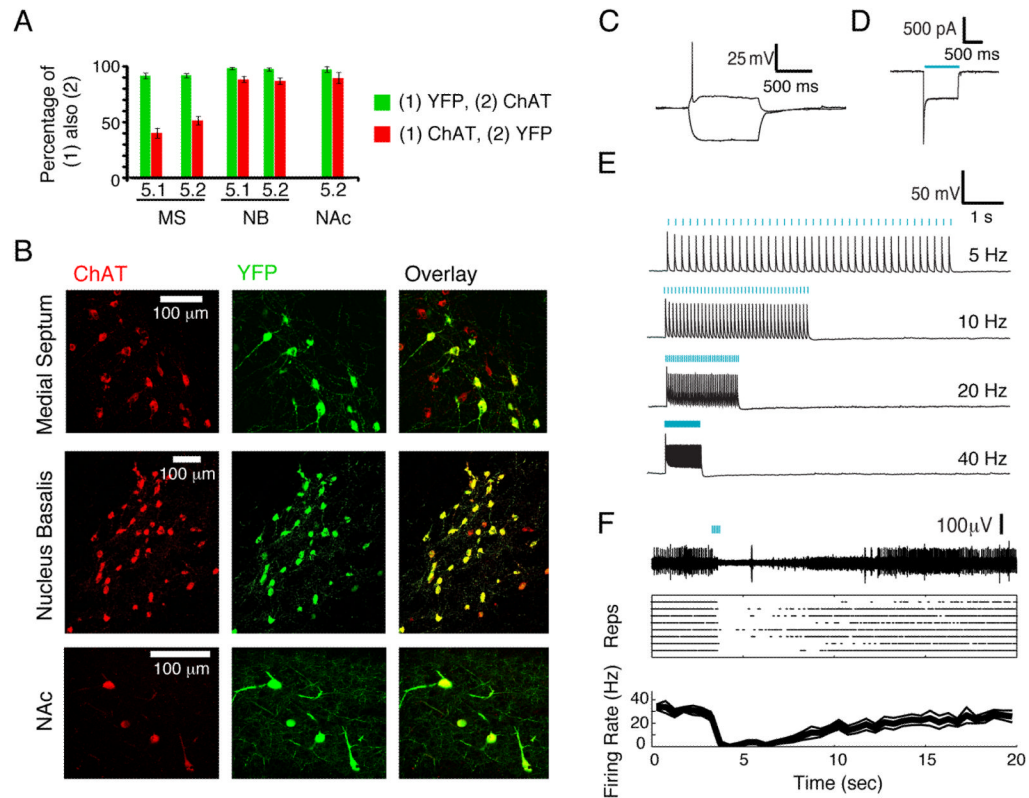 A
Percentage of
(1) also (2)
100
50
0
5.1 5.2 5.1 5.2 5.2
MS NB NAc
(1) YFP, (2) ChAT
(1) ChAT, (2) YFP
B
ChAT YFP Overlay
Medial Septum
100 μm
Nucleus Basalis
100 μm
NAc
100 μm
C
25 mV
500 ms
D
500 pA
500 ms
E
50 mV
1 s
5 Hz
10 Hz
20 Hz
40 Hz
F
100μV
Reps
Firing Rate (Hz)
40
20
0
0 5 10 15 20
Time (sec)